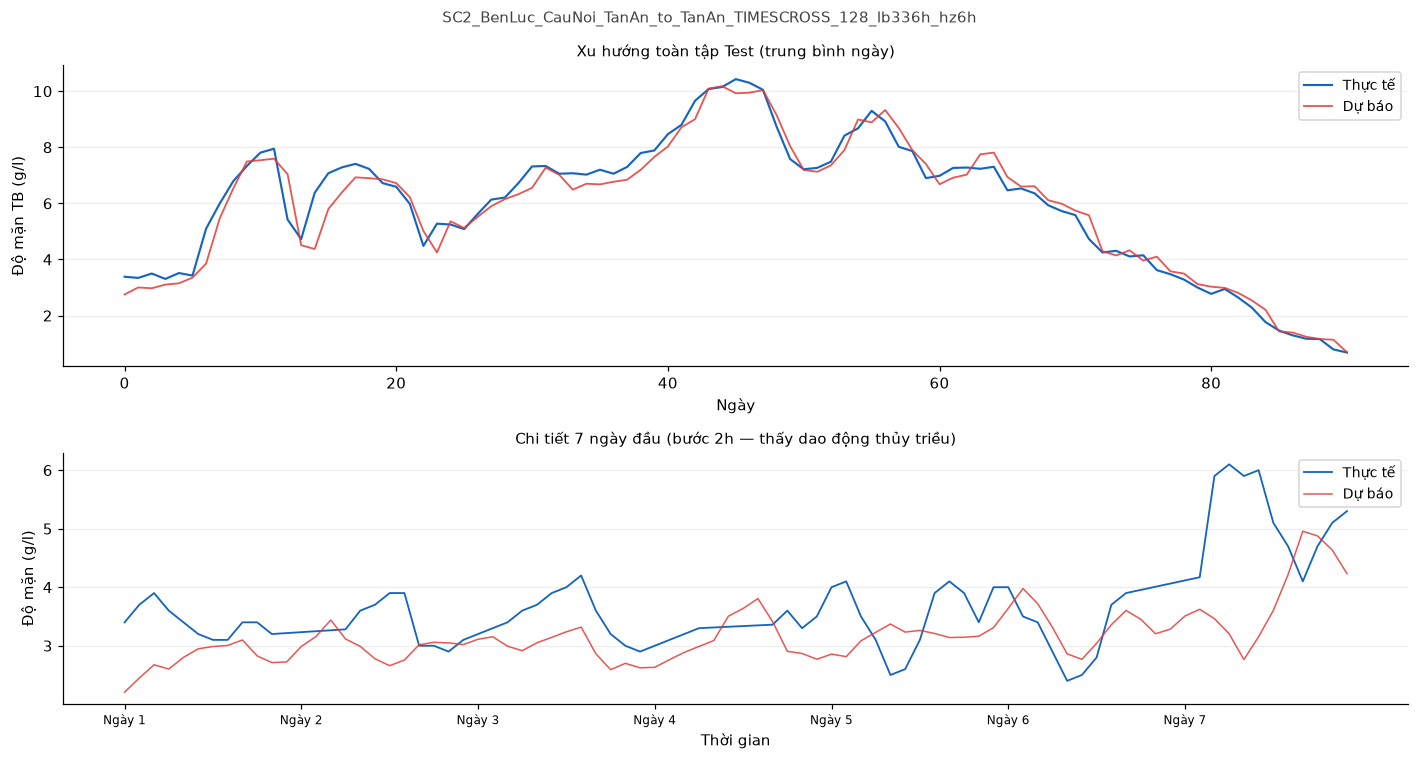 SC2_BenLuc_CauNoi_TanAn_to_TanAn_TIMESCROSS_128_lb336h_hz6h
Xu hướng toàn tập Test (trung bình ngày)
Độ mặn TB (g/l)
10
8
6
4
2
Thực tế
Dự báo
0 20 40 60 80
Ngày
Chi tiết 7 ngày đầu (bước 2h — thấy dao động thủy triều)
Độ mặn (g/l)
6
5
4
3
Thực tế
Dự báo
Ngày 1 Ngày 2 Ngày 3 Ngày 4 Ngày 5 Ngày 6 Ngày 7
Thời gian